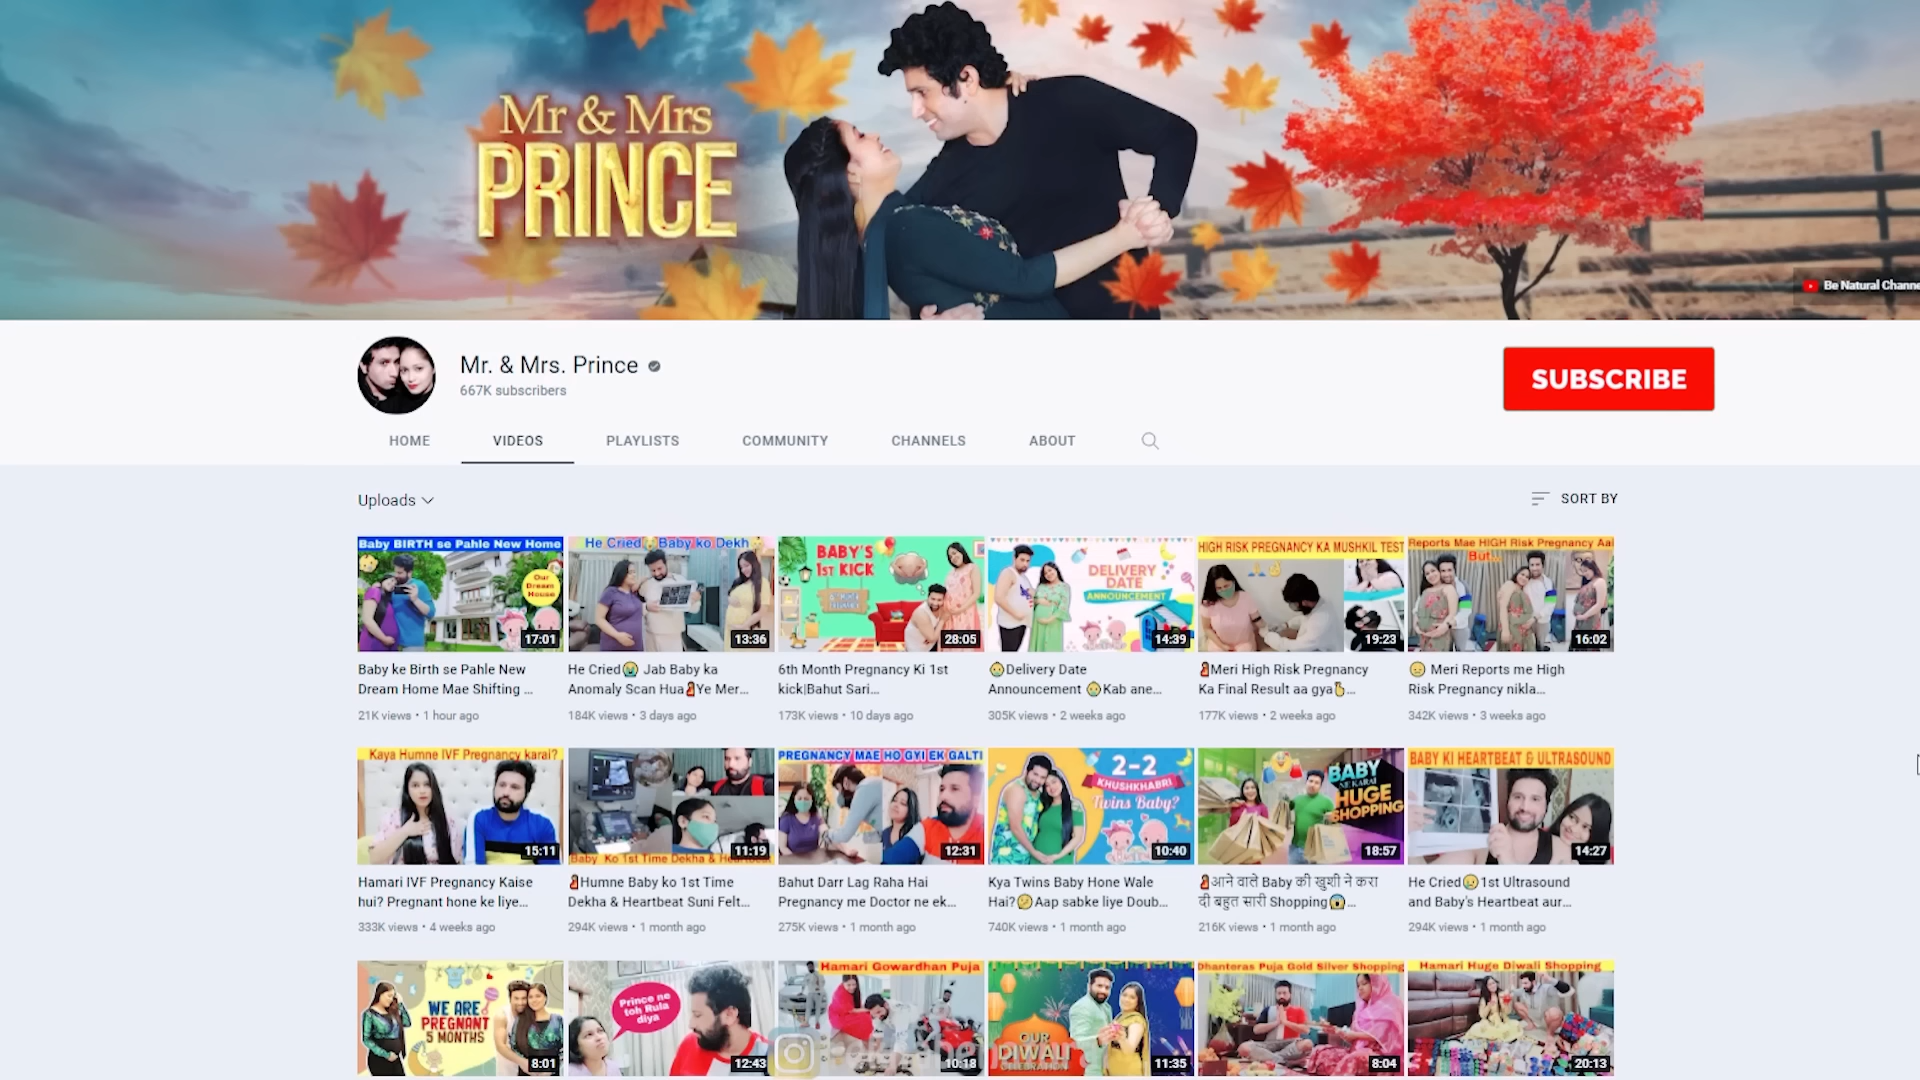 Mr & Mrs
PRINCE
Be Natural Channe
Mr. & Mrs. Prince
667K subscribers
SUBSCRIBE
HOME VIDEOS PLAYLISTS COMMUNITY CHANNELS ABOUT
Uploads
SORT BY
Baby BIRTH se Pahle New Home
Our
Dream
House
17:01
He Cried Baby ko Dekh
13:36
BABY'S
1ST KICK
28:05
DELIVERY
DATE
ANNOUNCEMENT
14:39
HIGH RISK PREGNANCY KA MUSHKIL TEST
19:23
Reports Mae HIGH Risk Pregnancy Aai
But...
16:02
Baby ke Birth se Pahle New
Dream Home Mae Shifting ...
21K views • 1 hour ago
He Cried😭 Jab Baby ka
Anomaly Scan Hua🤰Ye Mer...
184K views • 3 days ago
6th Month Pregnancy Ki 1st
kick|Bahut Sari...
173K views • 10 days ago
👶Delivery Date
Announcement 👶Kab ane...
305K views • 2 weeks ago
🤰Meri High Risk Pregnancy
Ka Final Result aa gya...
177K views • 2 weeks ago
Meri Reports me High
Risk Pregnancy nikla...
342K views • 3 weeks ago
Kaya Humne IVF Pregnancy karai?
15:11
Baby Ko 1st Time Dekha & Heartbeat
11:19
PREGNANCY MAE HO GYI EK GALTI
12:31
2-2
KHUSHKHABRI
Twins Baby?
10:40
BABY
NE KARAI
HUGE
SHOPPING
18:57
BABY KI HEARTBEAT & ULTRASOUND
14:27
Hamari IVF Pregnancy Kaise
hui? Pregnant hone ke liye...
333K views • 4 weeks ago
🤰Humne Baby ko 1st Time
Dekha & Heartbeat Suni Felt...
294K views • 1 month ago
Bahut Darr Lag Raha Hai
Pregnancy me Doctor ne ek...
275K views • 1 month ago
Kya Twins Baby Hone Wale
Hai?🫢Aap sabke liye Doub...
740K views • 1 month ago
🤰आने वाले Baby की खुशी ने करा
दी बहुत सारी Shopping😱...
216K views • 1 month ago
He Cried😢1st Ultrasound
and Baby's Heartbeat aur...
294K views • 1 month ago
WE ARE
PREGNANT
5 MONTHS
8:01
Prince ne
toh Rula
diya
12:43
Hamari Gowardhan Puja
10:18
OUR
DIWALI
CELEBRATION
11:35
Dhanteras Puja Gold Silver Shopping
8:04
Hamari Huge Diwali Shopping
20:13